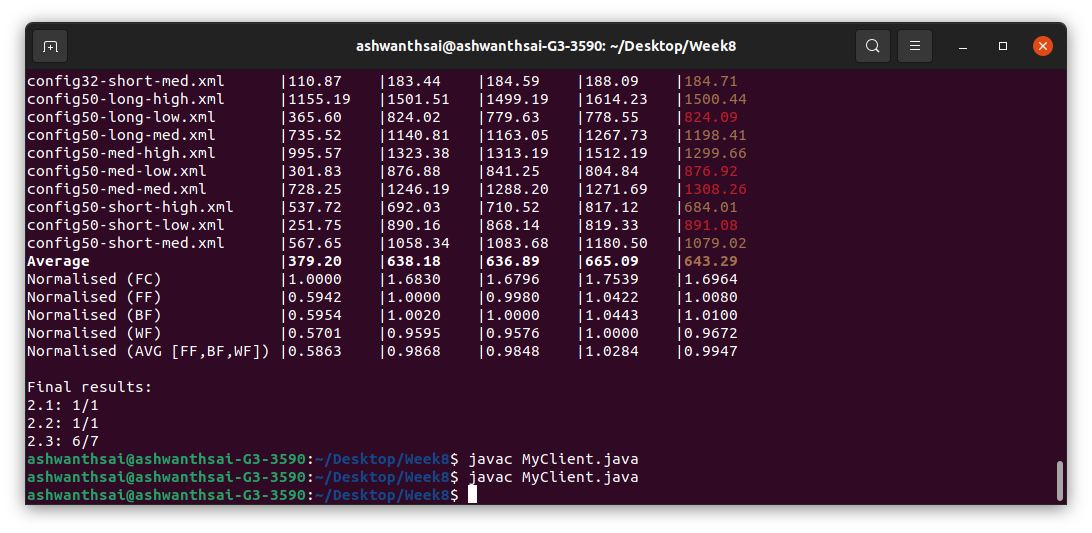 ashwanthsai@ashwanthsai-G3-3590: ~/Desktop/Week8
config32-short-med.xml |110.87 |183.44 |184.59 |188.09 |184.71
config50-long-high.xml |1155.19 |1501.51 |1499.19 |1614.23 |1500.44
config50-long-low.xml |365.60 |824.02 |779.63 |778.55 |824.09
config50-long-med.xml |735.52 |1140.81 |1163.05 |1267.73 |1198.41
config50-med-high.xml |995.57 |1323.38 |1313.19 |1512.19 |1299.66
config50-med-low.xml |301.83 |876.88 |841.25 |804.84 |876.92
config50-med-med.xml |728.25 |1246.19 |1288.20 |1271.69 |1308.26
config50-short-high.xml |537.72 |692.03 |710.52 |817.12 |684.01
config50-short-low.xml |251.75 |890.16 |868.14 |819.33 |891.08
config50-short-med.xml |567.65 |1058.34 |1083.68 |1180.50 |1079.02
Average |379.20 |638.18 |636.89 |665.09 |643.29
Normalised (FC) |1.0000 |1.6830 |1.6796 |1.7539 |1.6964
Normalised (FF) |0.5942 |1.0000 |0.9980 |1.0422 |1.0080
Normalised (BF) |0.5954 |1.0020 |1.0000 |1.0443 |1.0100
Normalised (WF) |0.5701 |0.9595 |0.9576 |1.0000 |0.9672
Normalised (AVG [FF,BF,WF]) |0.5863 |0.9868 |0.9848 |1.0284 |0.9947
Final results:
2.1: 1/1
2.2: 1/1
2.3: 6/7
ashwanthsai@ashwanthsai-G3-3590:~/Desktop/Week8$ javac MyClient.java
ashwanthsai@ashwanthsai-G3-3590:~/Desktop/Week8$ javac MyClient.java
ashwanthsai@ashwanthsai-G3-3590:~/Desktop/Week8$